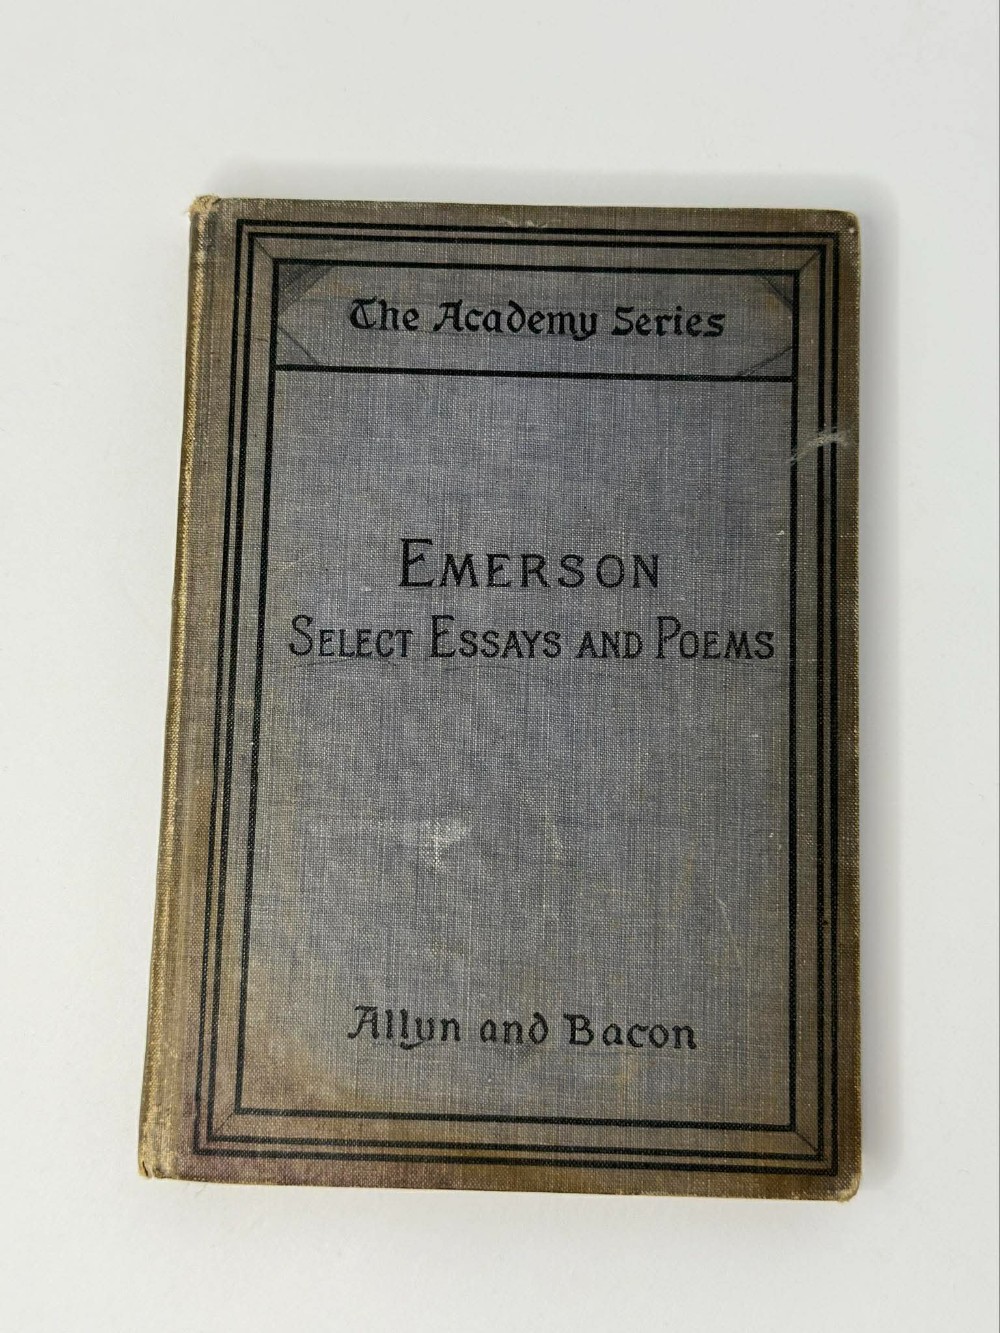 The Academy Series
EMERSON
SELECT ESSAYS AND POEMS
Allyn and Bacon